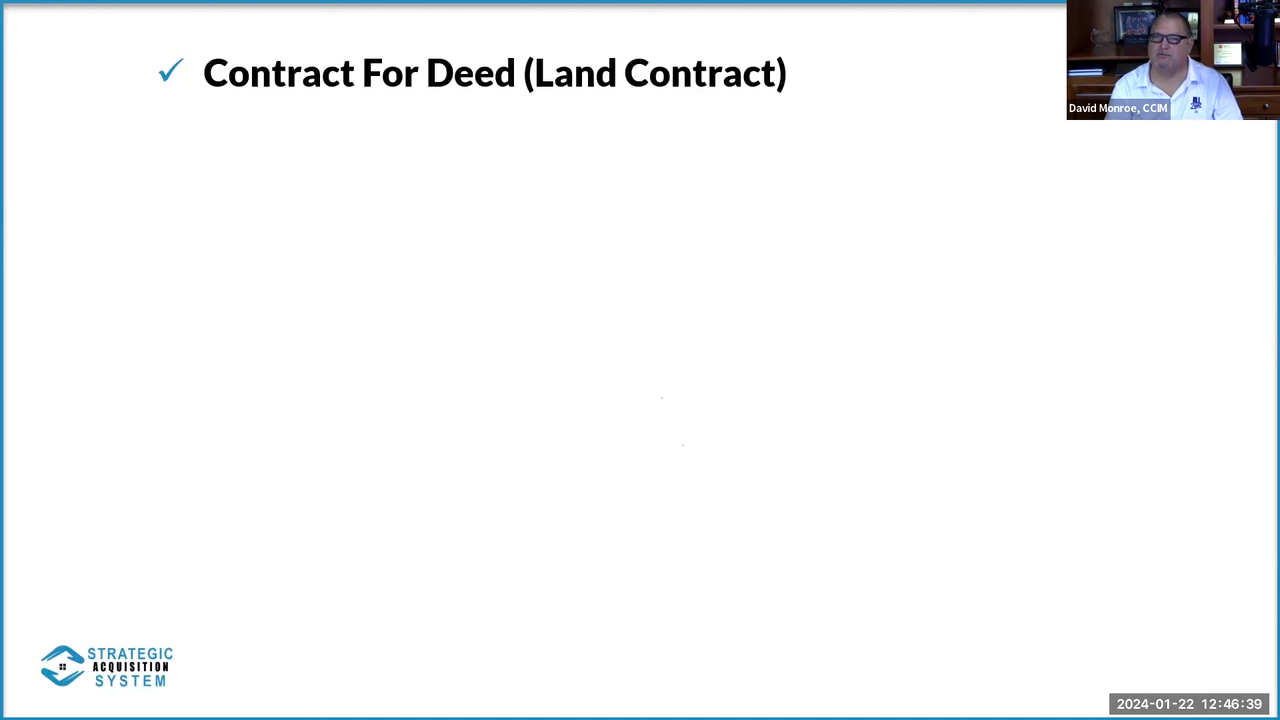 Contract For Deed (Land Contract)
David Monroe, CCIM
STRATEGIC
ACQUISITION
SYSTEM
2024-01-22 12:46:39